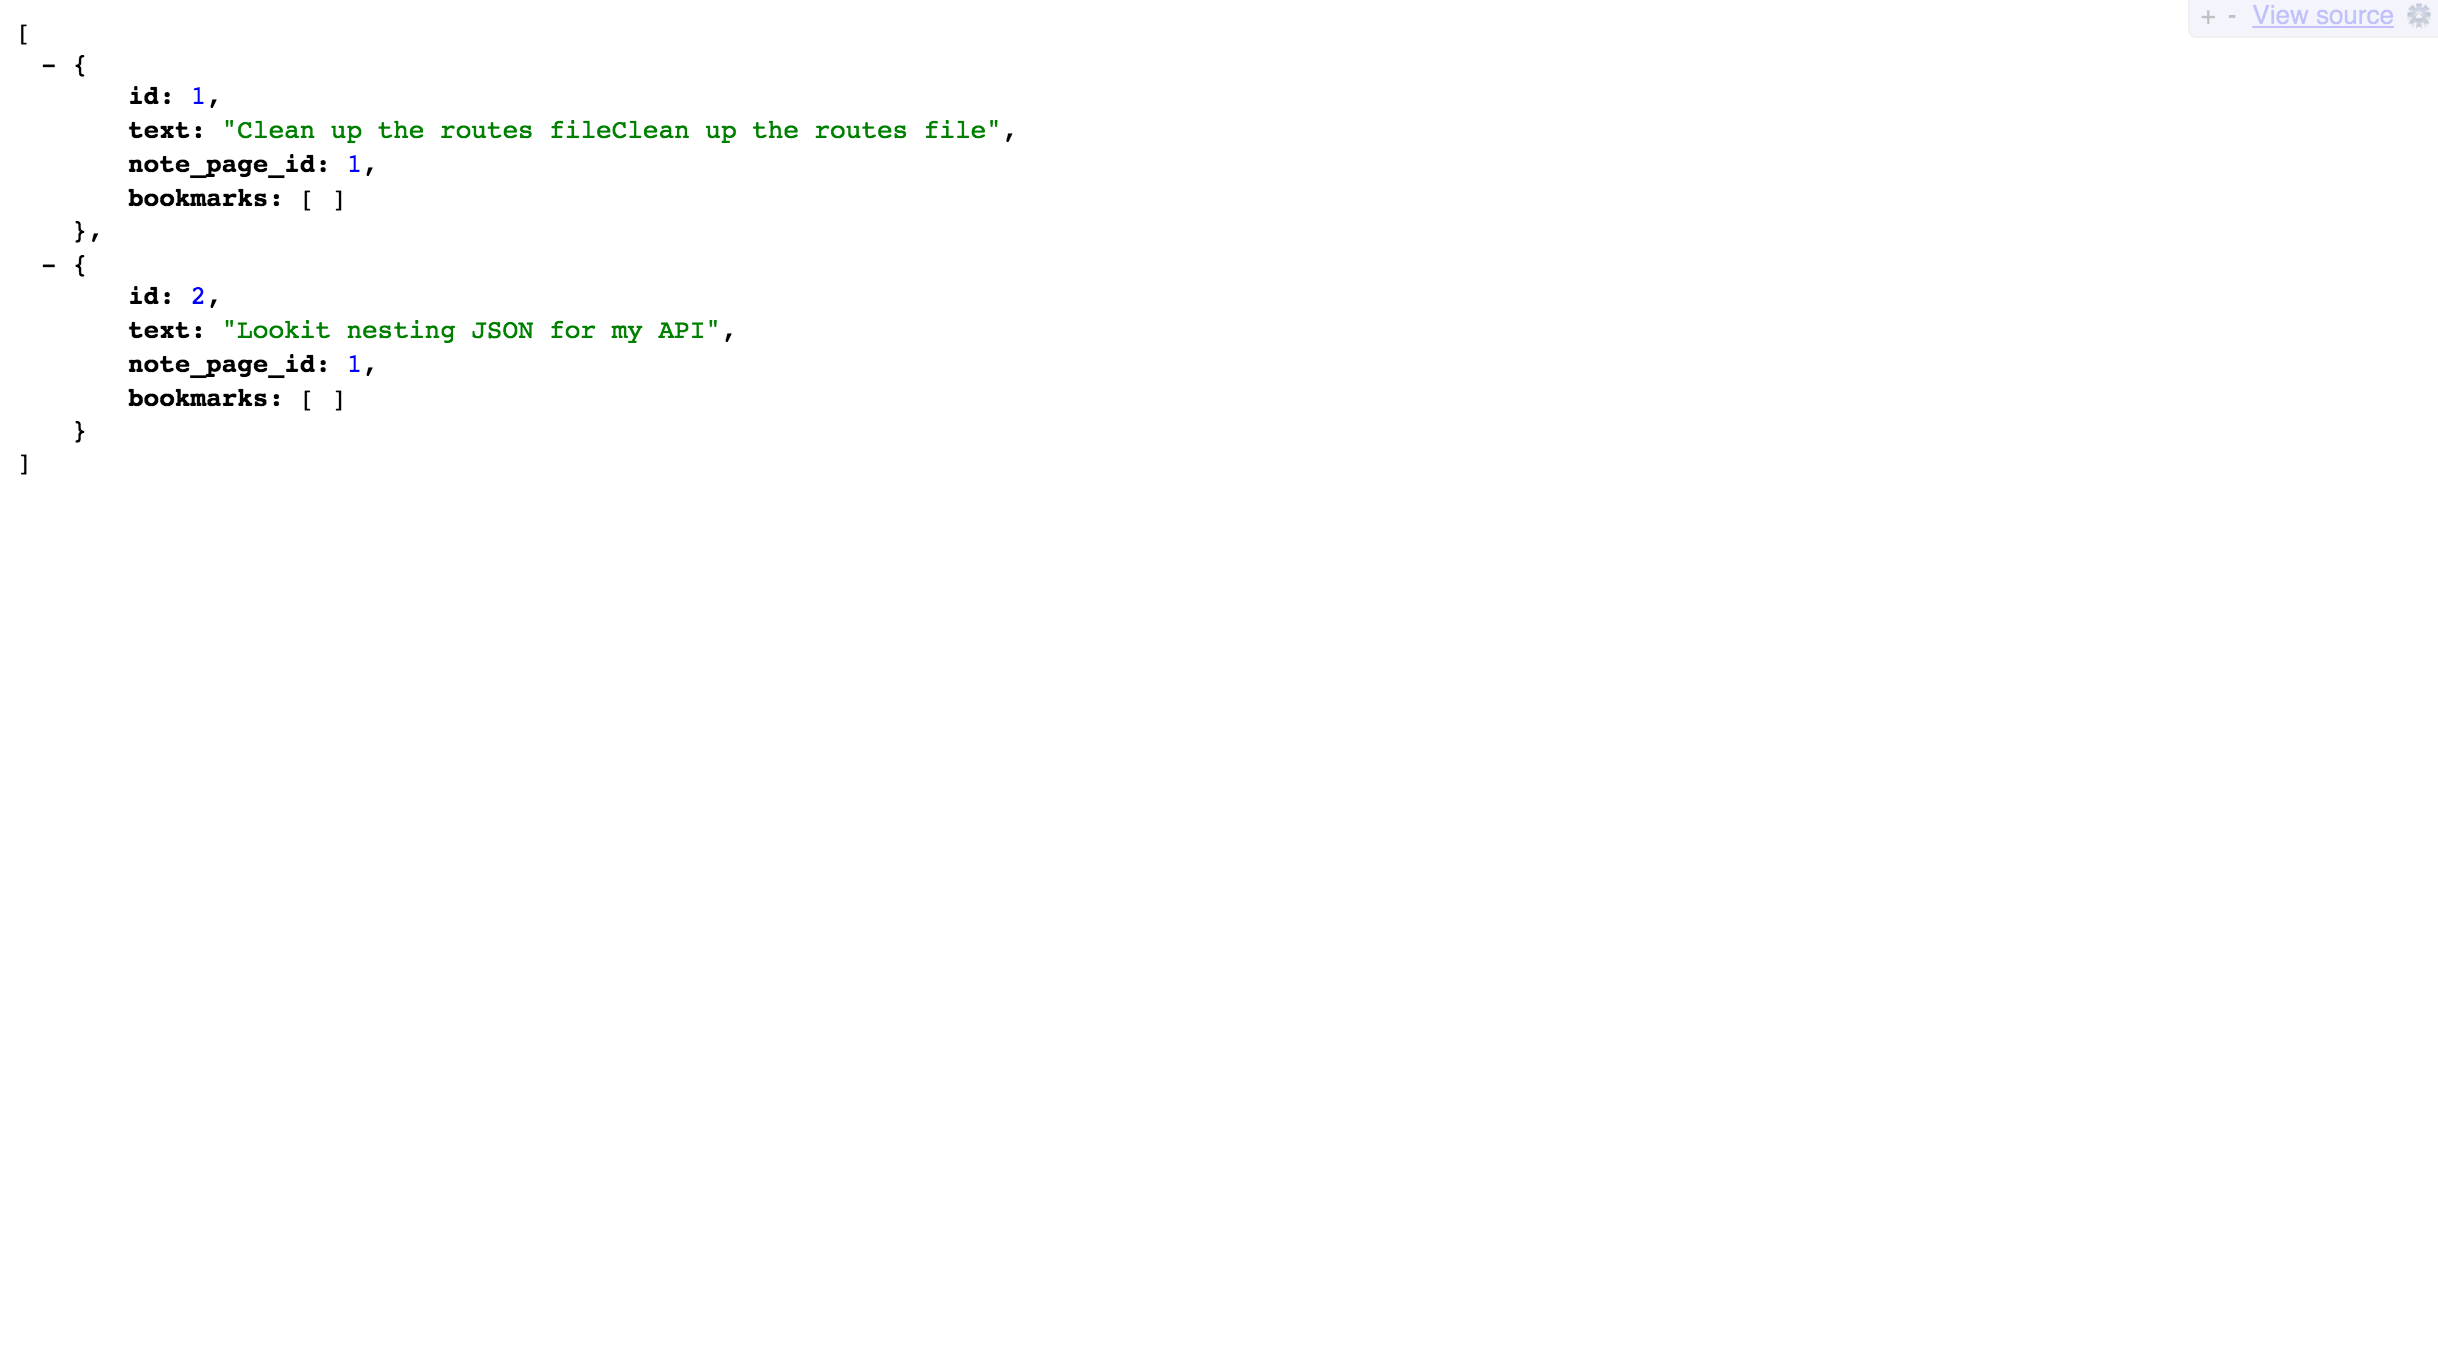 + - View source
[
- {
id: 1,
text: "Clean up the routes fileClean up the routes file",
note_page_id: 1,
bookmarks: [ ]
},
- {
id: 2,
text: "Lookit nesting JSON for my API",
note_page_id: 1,
bookmarks: [ ]
}
]